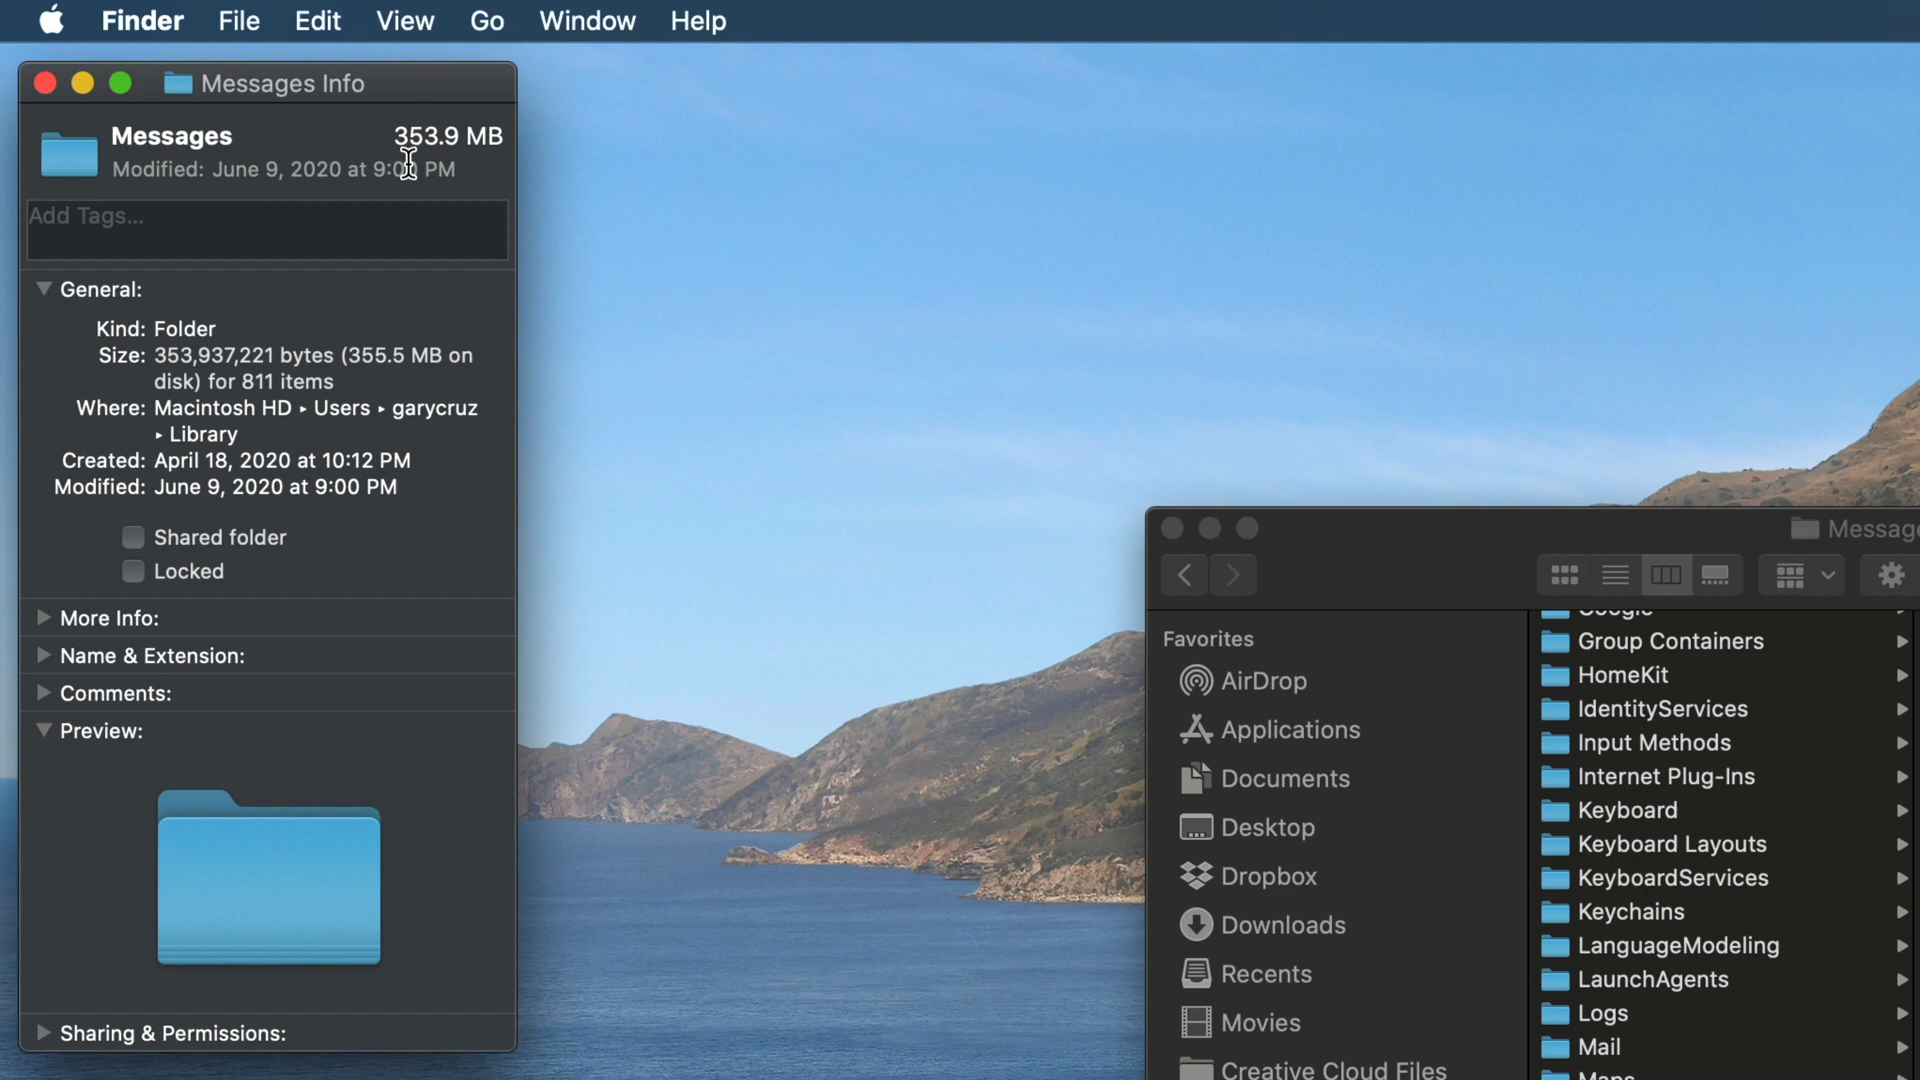 Finder File Edit View Go Window Help
Messages Info
Messages 353.9 MB
Modified: June 9, 2020 at 9:00 PM
Add Tags...
General:
Kind: Folder
Size: 353,937,221 bytes (355.5 MB on
disk) for 811 items
Where: Macintosh HD ▸ Users ▸ garycruz
▸ Library
Created: April 18, 2020 at 10:12 PM
Modified: June 9, 2020 at 9:00 PM
Shared folder
Locked
More Info:
Name & Extension:
Comments:
Preview:
Sharing & Permissions:
Favorites
AirDrop
Applications
Documents
Desktop
Dropbox
Downloads
Recents
Movies
Creative Cloud Files
Google
Group Containers
HomeKit
IdentityServices
Input Methods
Internet Plug-Ins
Keyboard
Keyboard Layouts
KeyboardServices
Keychains
LanguageModeling
LaunchAgents
Logs
Mail